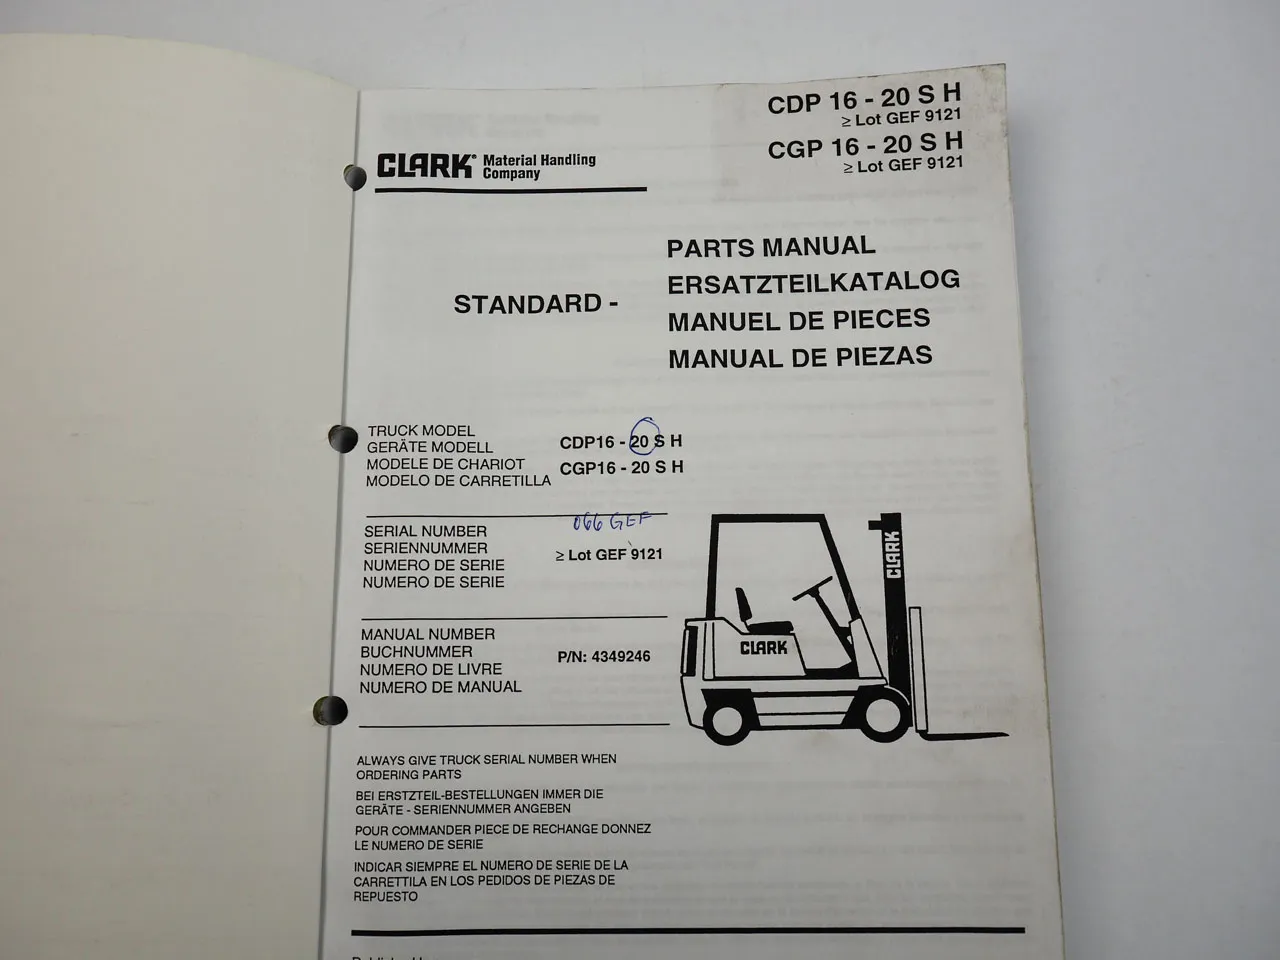 CDP 16 - 20 S H
≥ Lot GEF 9121
CGP 16 - 20 S H
≥ Lot GEF 9121
CLARK® Material Handling
Company
STANDARD -
PARTS MANUAL
ERSATZTEILKATALOG
MANUEL DE PIECES
MANUAL DE PIEZAS
TRUCK MODEL
GERÄTE MODELL
MODELE DE CHARIOT
MODELO DE CARRETILLA
CDP16 - 20 S H
CGP16 - 20 S H
SERIAL NUMBER
SERIENNUMMER
NUMERO DE SERIE
NUMERO DE SERIE
066 GEF
≥ Lot GEF 9121
MANUAL NUMBER
BUCHNUMMER
NUMERO DE LIVRE
NUMERO DE MANUAL
P/N: 4349246
CLARK
CLARK
ALWAYS GIVE TRUCK SERIAL NUMBER WHEN
ORDERING PARTS
BEI ERSTZTEIL-BESTELLUNGEN IMMER DIE
GERÄTE - SERIENNUMMER ANGEBEN
POUR COMMANDER PIECE DE RECHANGE DONNEZ
LE NUMERO DE SERIE
INDICAR SIEMPRE EL NUMERO DE SERIE DE LA
CARRETTILA EN LOS PEDIDOS DE PIEZAS DE
REPUESTO